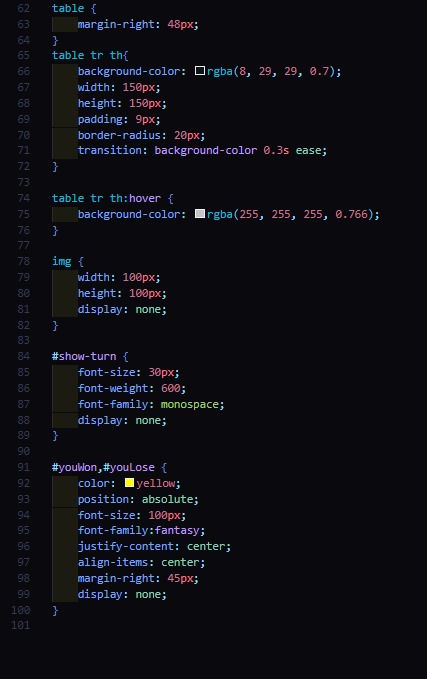 62 table {
63     margin-right: 48px;
64 }
65 table tr th{
66     background-color: rgba(8, 29, 29, 0.7);
67     width: 150px;
68     height: 150px;
69     padding: 9px;
70     border-radius: 20px;
71     transition: background-color 0.3s ease;
72 }
73
74 table tr th:hover {
75     background-color: rgba(255, 255, 255, 0.766);
76 }
77
78 img {
79     width: 100px;
80     height: 100px;
81     display: none;
82 }
83
84 #show-turn {
85     font-size: 30px;
86     font-weight: 600;
87     font-family: monospace;
88     display: none;
89 }
90
91 #youWon,#youLose {
92     color: yellow;
93     position: absolute;
94     font-size: 100px;
95     font-family:fantasy;
96     justify-content: center;
97     align-items: center;
98     margin-right: 45px;
99     display: none;
100 }
101